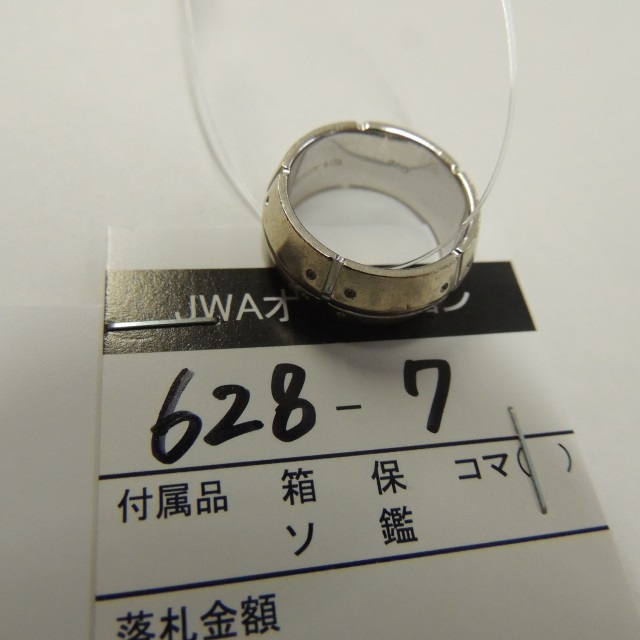 JWAオ ン
628-7
付属品 箱 保 コマ( )
ソ 鑑
落札金額